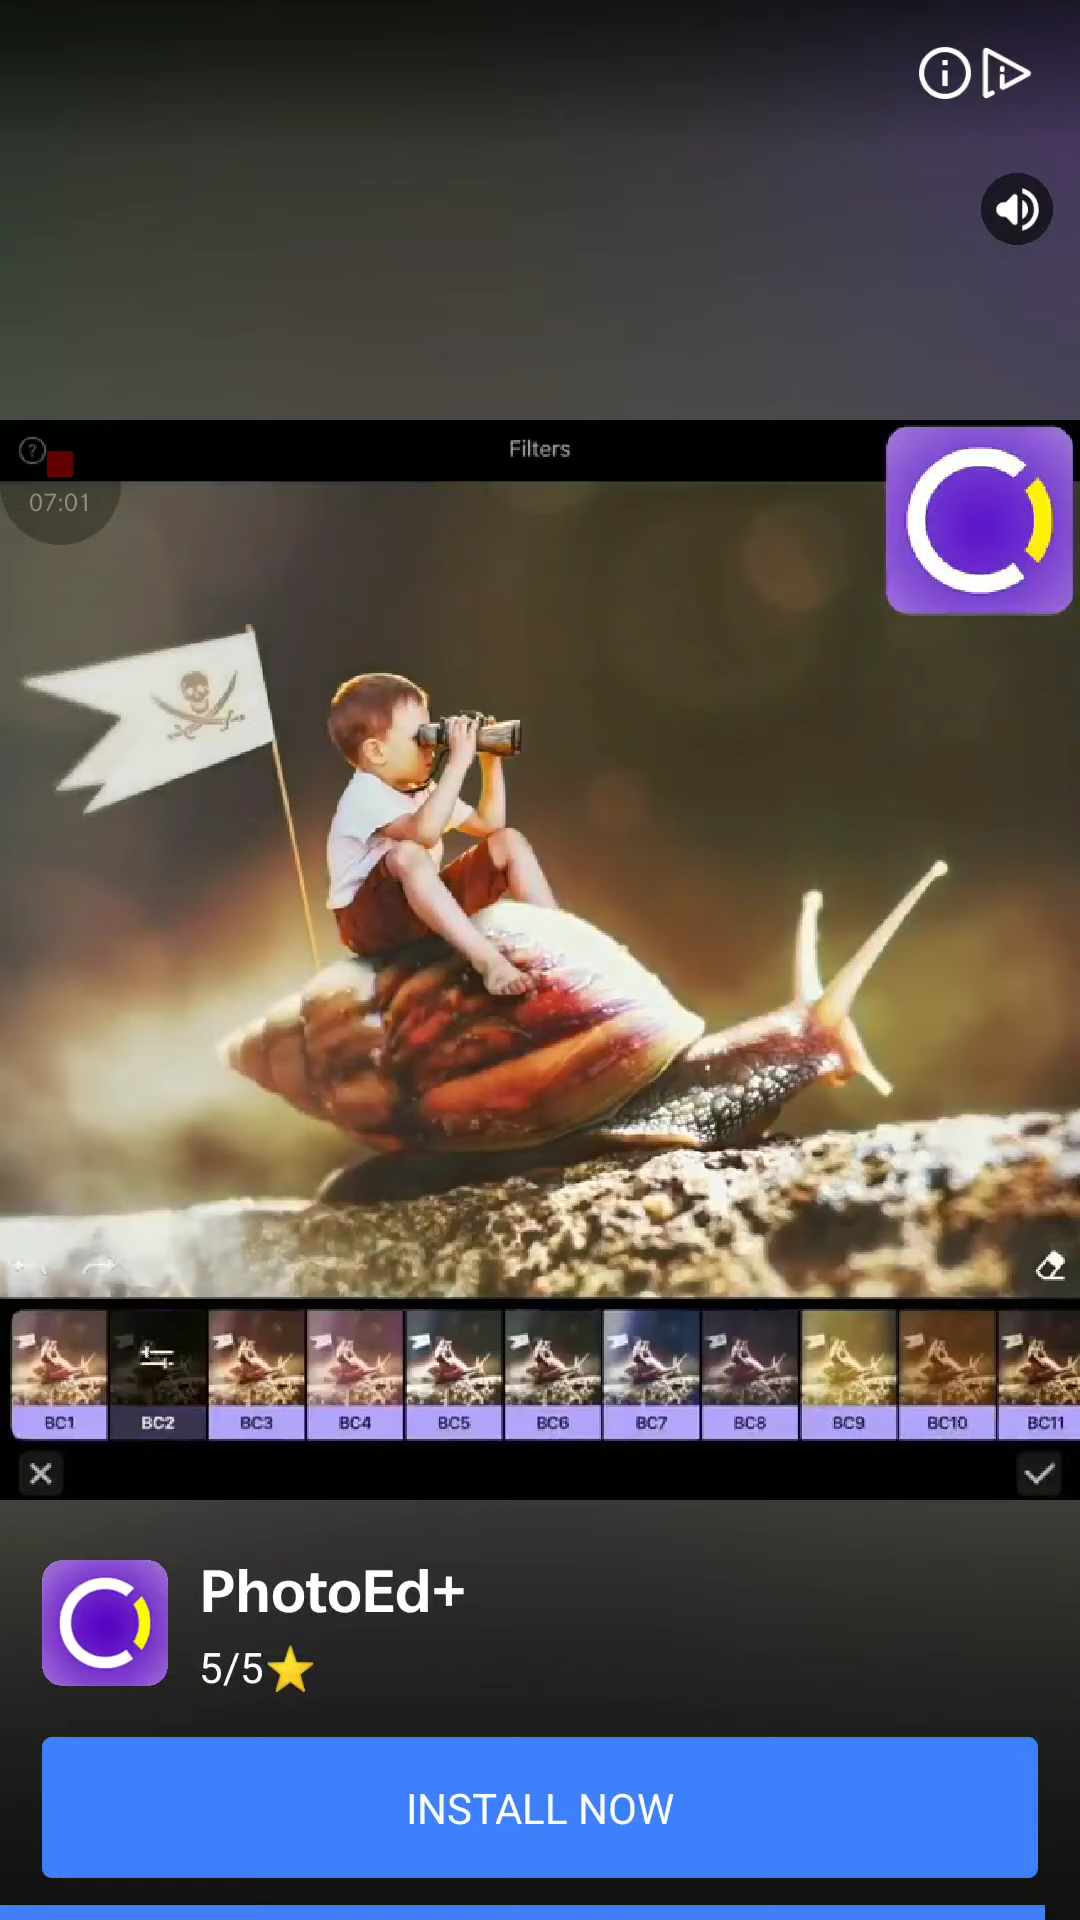 Filters
07:01
BC1 BC2 BC3 BC4 BC5 BC6 BC7 BC8 BC9 BC10 BC11
PhotoEd+
5/5⭐
INSTALL NOW